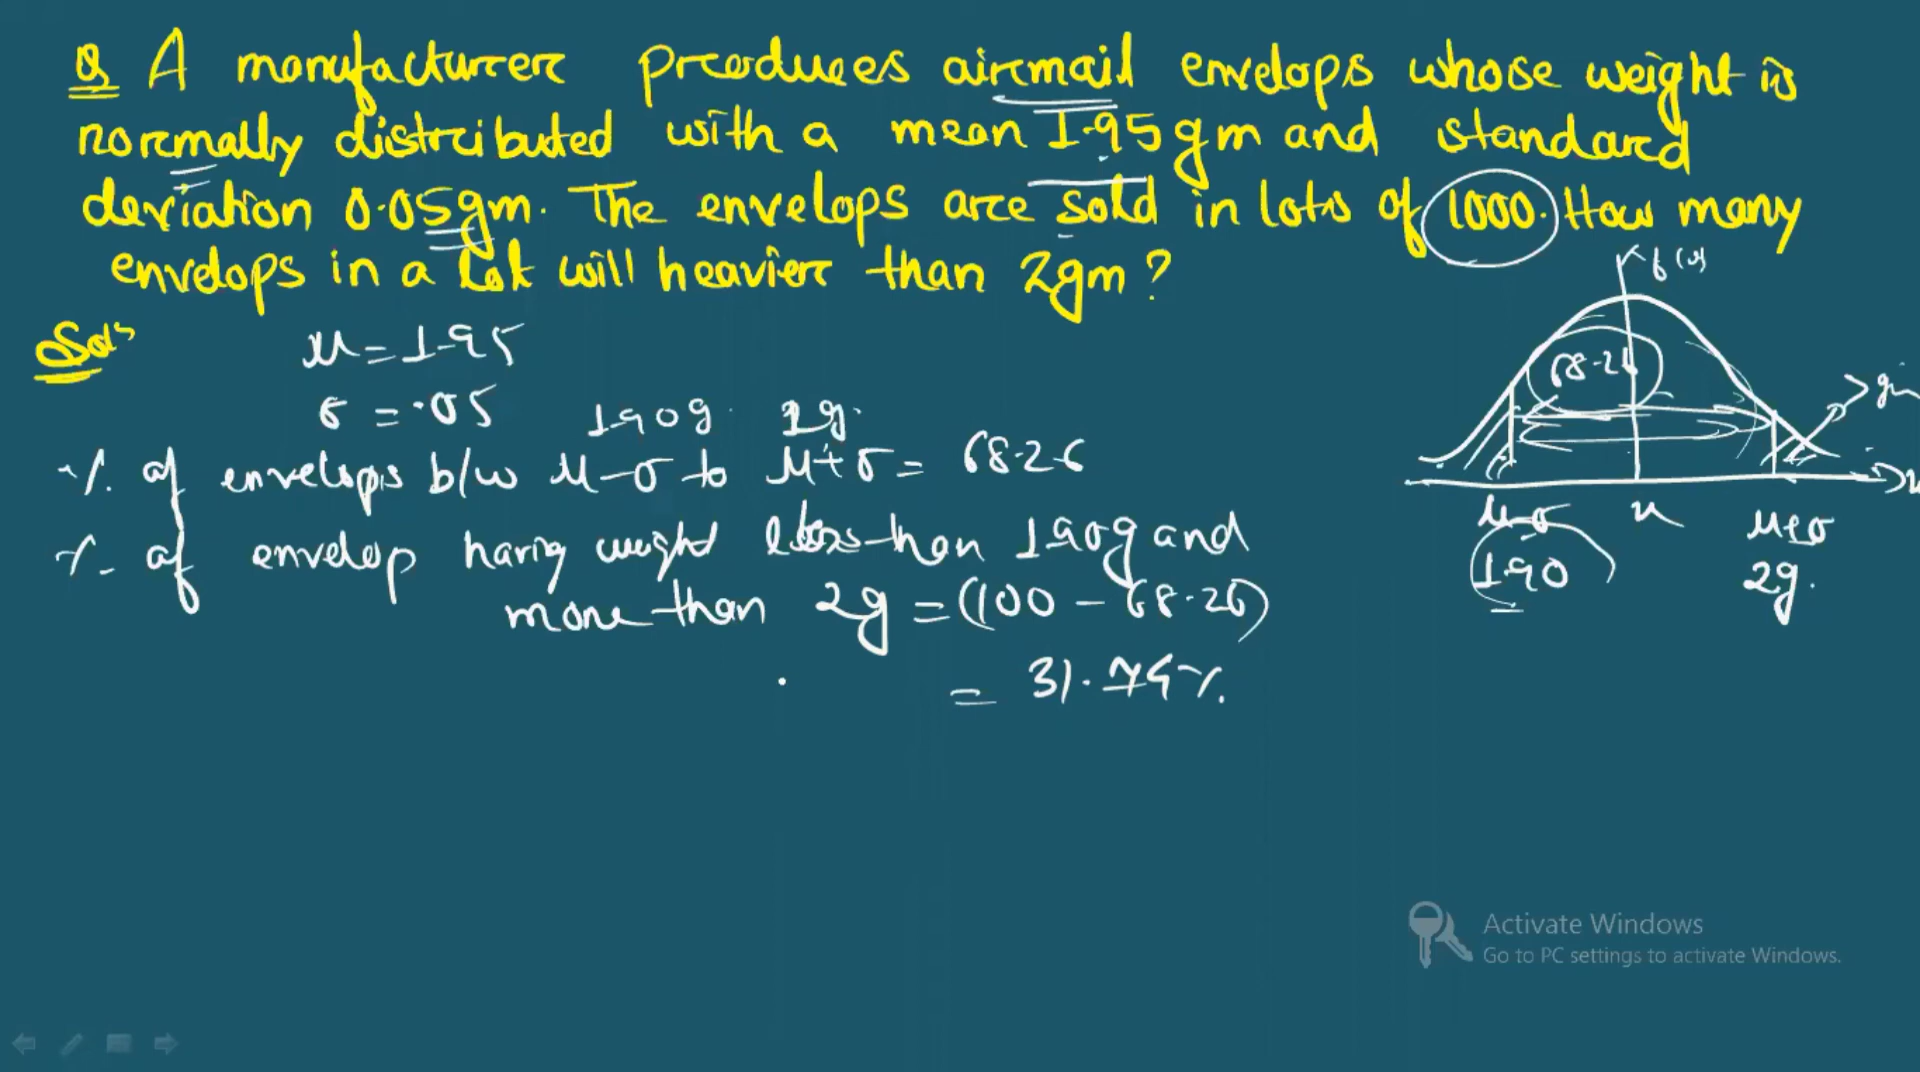 Q A manufacturer produces airmail envelops whose weight is
normally distributed with a mean 1.95gm and standard
deviation 0.05gm. The envelops are sold in lots of 1000. How many
envelops in a lot will heavier than 2gm?
Sol:
μ = 1.95
σ = .05
1.90g 2g.
% of envelops b/w μ-σ to μ+σ = 68.26
% of envelop having weight less than 1.90g and
more than 2g = (100 - 68.26)
= 31.74%.
f(x)
68.26
μ-σ μ μ+σ
1.90 2g.
Activate Windows
Go to PC settings to activate Windows.